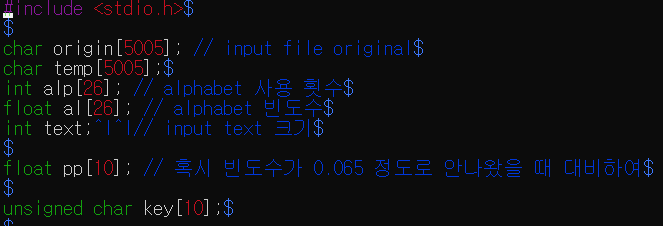 #include <stdio.h>$
$
char origin[5005]; // input file original$
char temp[5005];$
int alp[26]; // alphabet 사용 횟수$
float al[26]; // alphabet 빈도수$
int text;^I^I// input text 크기$
$
float pp[10]; // 혹시 빈도수가 0.065 정도로 안나왔을 때 대비하여$
$
unsigned char key[10];$
$